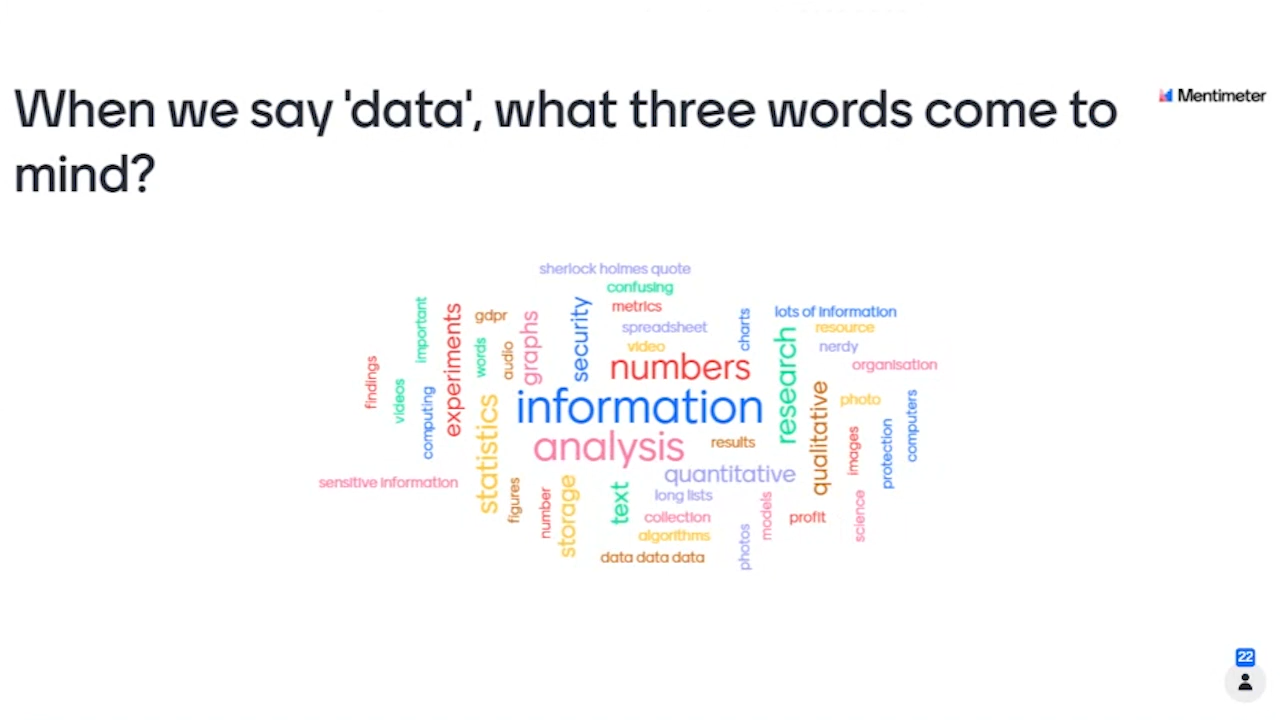 When we say 'data', what three words come to
mind?
Mentimeter
sherlock holmes quote
confusing
metrics
lots of information
spreadsheet
resource
video
nerdy
organisation
gdpr
important
experiments
words
audio
graphs
security
charts
numbers
research
findings
videos
computing
statistics
information
qualitative
photo
computers
analysis
results
images
protection
quantitative
sensitive information
figures
number
storage
text
long lists
collection
models
profit
science
algorithms
photos
data data data
22